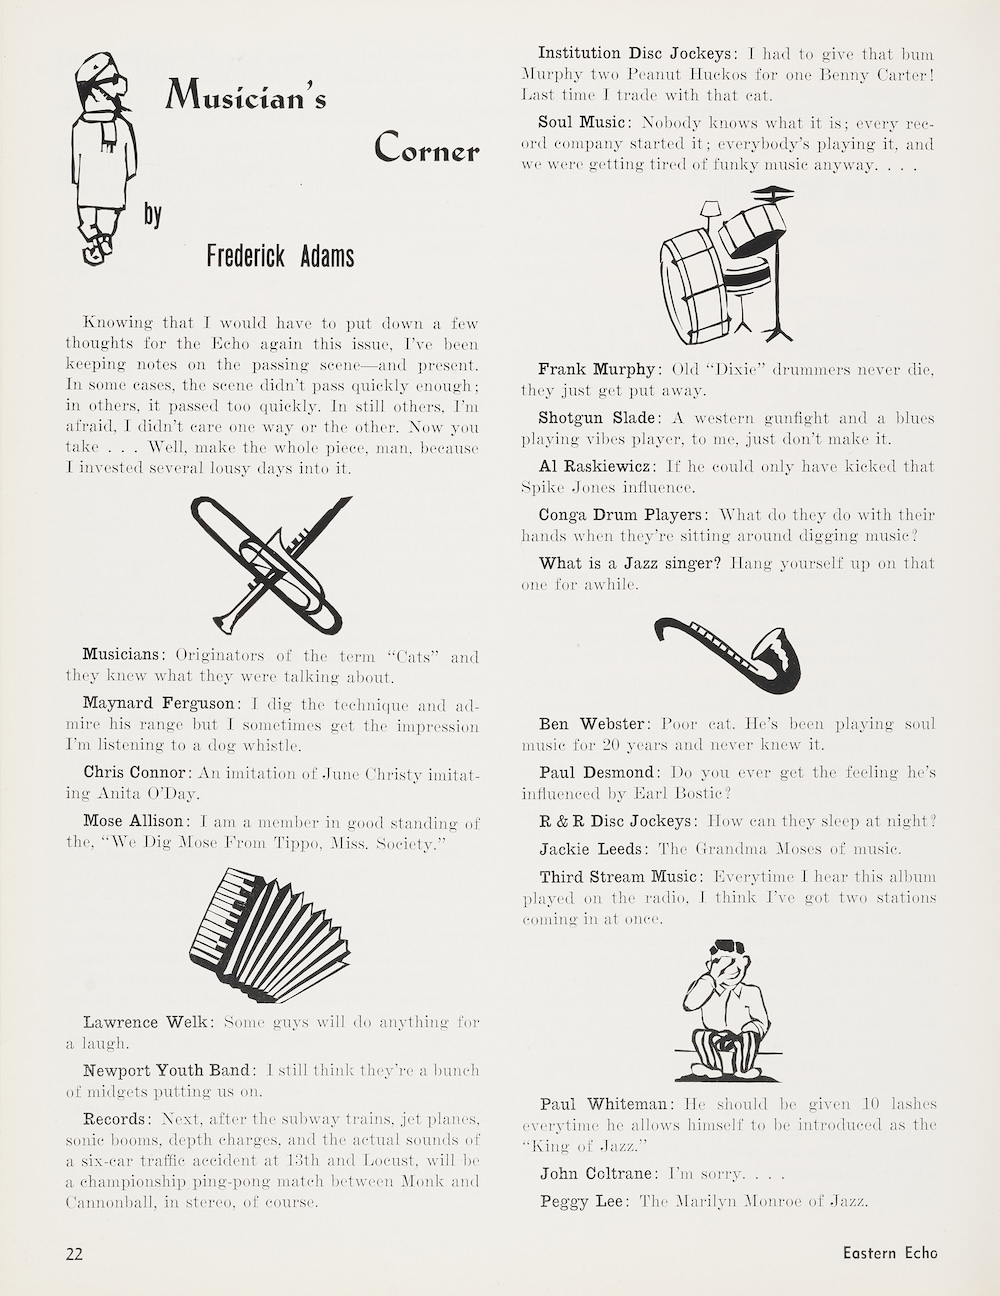 Musician's
Corner
by
Frederick Adams
Knowing that I would have to put down a few
thoughts for the Echo again this issue, I've been
keeping notes on the passing scene—and present.
In some cases, the scene didn't pass quickly enough;
in others, it passed too quickly. In still others, I'm
afraid, I didn't care one way or the other. Now you
take . . . Well, make the whole piece, man, because
I invested several lousy days into it.
Musicians: Originators of the term "Cats" and
they knew what they were talking about.
Maynard Ferguson: I dig the technique and ad-
mire his range but I sometimes get the impression
I'm listening to a dog whistle.
Chris Connor: An imitation of June Christy imitat-
ing Anita O'Day.
Mose Allison: I am a member in good standing of
the, "We Dig Mose From Tippo, Miss. Society."
Lawrence Welk: Some guys will do anything for
a laugh.
Newport Youth Band: I still think they're a bunch
of midgets putting us on.
Records: Next, after the subway trains, jet planes,
sonic booms, depth charges, and the actual sounds of
a six-car traffic accident at 13th and Locust, will be
a championship ping-pong match between Monk and
Cannonball, in stereo, of course.
Institution Disc Jockeys: I had to give that bum
Murphy two Peanut Huckos for one Benny Carter!
Last time I trade with that cat.
Soul Music: Nobody knows what it is; every rec-
ord company started it; everybody's playing it, and
we were getting tired of funky music anyway. . . .
Frank Murphy: Old "Dixie" drummers never die,
they just get put away.
Shotgun Slade: A western gunfight and a blues
playing vibes player, to me, just don't make it.
Al Raskiewicz: If he could only have kicked that
Spike Jones influence.
Conga Drum Players: What do they do with their
hands when they're sitting around digging music?
What is a Jazz singer? Hang yourself up on that
one for awhile.
Ben Webster: Poor cat. He's been playing soul
music for 20 years and never knew it.
Paul Desmond: Do you ever get the feeling he's
influenced by Earl Bostic?
R & R Disc Jockeys: How can they sleep at night?
Jackie Leeds: The Grandma Moses of music.
Third Stream Music: Everytime I hear this album
played on the radio, I think I've got two stations
coming in at once.
Paul Whiteman: He should be given 10 lashes
everytime he allows himself to be introduced as the
"King of Jazz."
John Coltrane: I'm sorry. . . .
Peggy Lee: The Marilyn Monroe of Jazz.
22
Eastern Echo